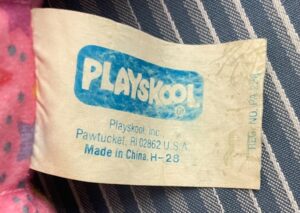 PLAYSKOOL®
Playskool, Inc.
Pawtucket, RI 02862 U.S.A.
Made in China. H-28